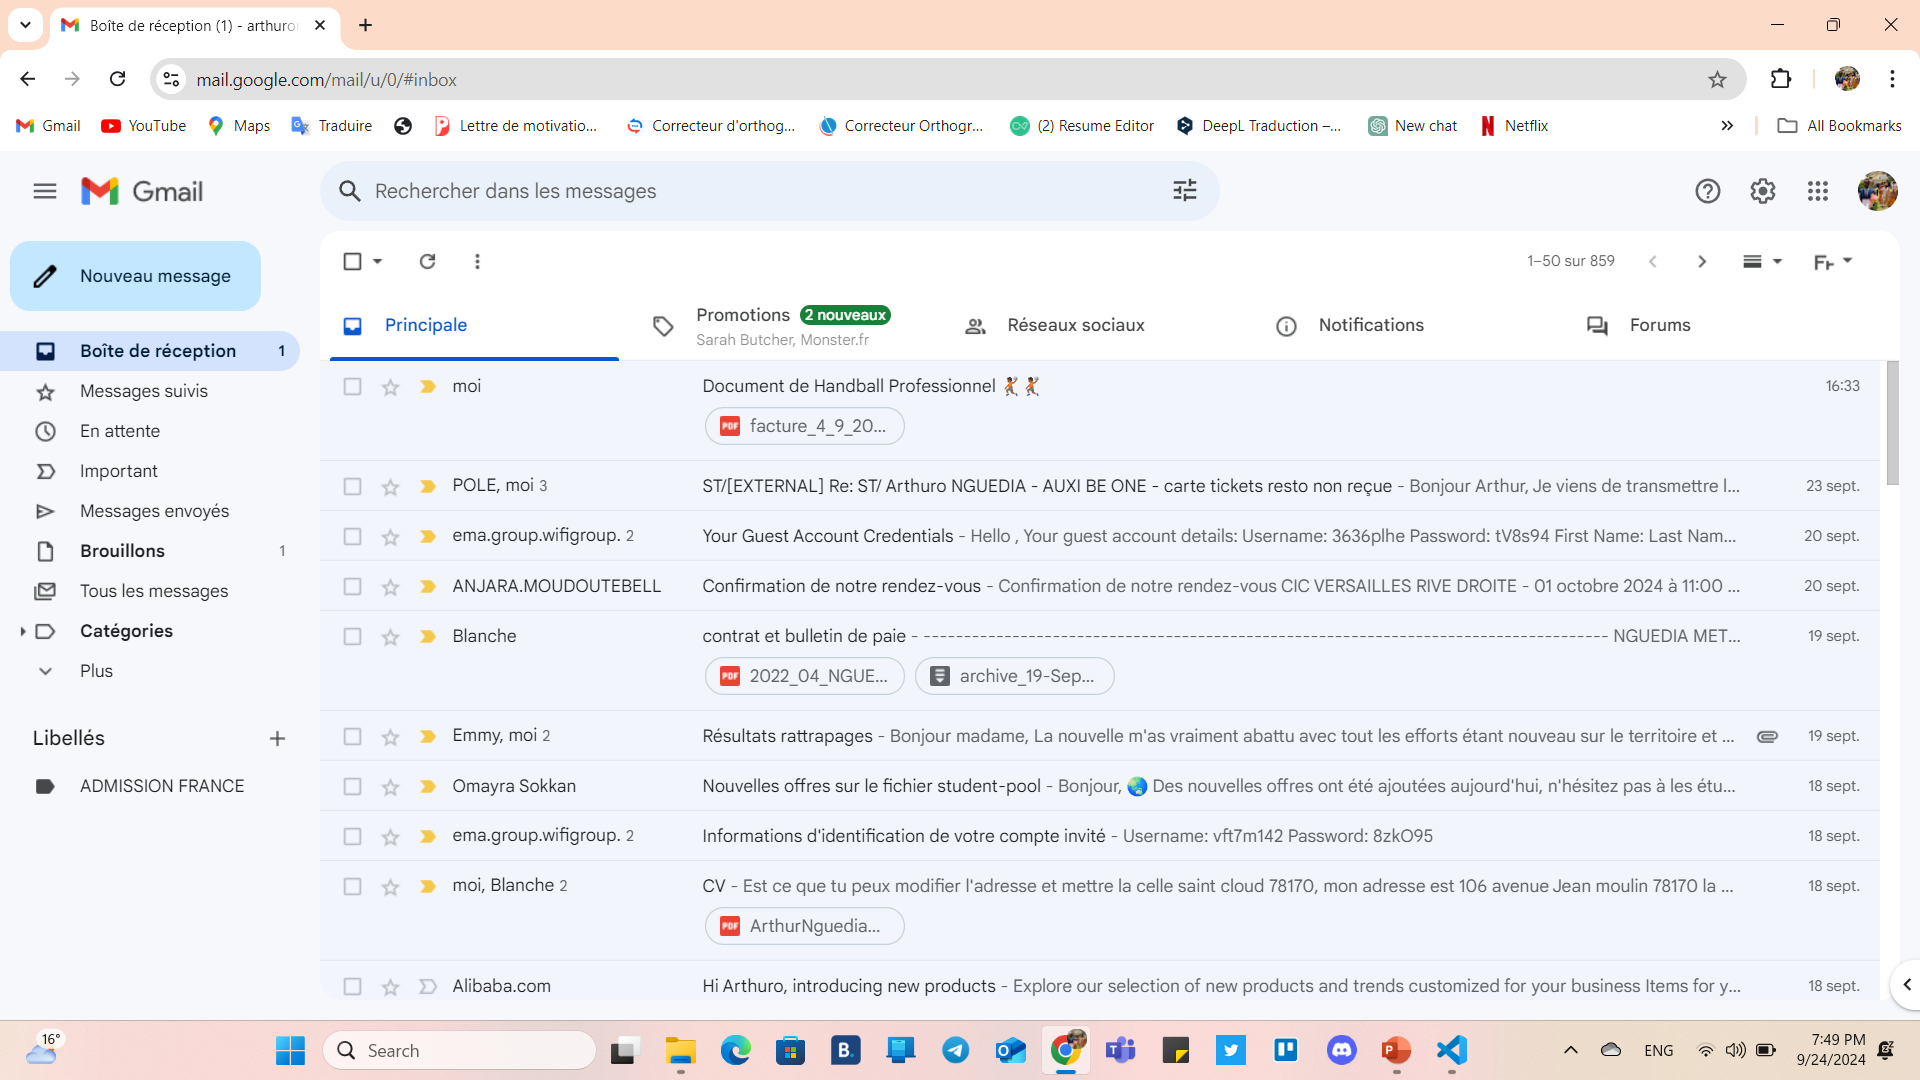 Boîte de réception (1) - arthuro
mail.google.com/mail/u/0/#inbox
Gmail
YouTube
Maps
Traduire
Lettre de motivatio...
Correcteur d'orthog...
Correcteur Orthogr...
(2) Resume Editor
DeepL Traduction –...
New chat
Netflix
All Bookmarks
Gmail
Rechercher dans les messages
Nouveau message
Boîte de réception 1
Messages suivis
En attente
Important
Messages envoyés
Brouillons 1
Tous les messages
Catégories
Plus
Libellés
ADMISSION FRANCE
1–50 sur 859
Principale
Promotions 2 nouveaux
Sarah Butcher, Monster.fr
Réseaux sociaux
Notifications
Forums
moi Document de Handball Professionnel 🤾🤾 16:33
PDF facture_4_9_20...
POLE, moi 3 ST/[EXTERNAL] Re: ST/ Arthuro NGUEDIA - AUXI BE ONE - carte tickets resto non reçue - Bonjour Arthur, Je viens de transmettre l... 23 sept.
ema.group.wifigroup. 2 Your Guest Account Credentials - Hello , Your guest account details: Username: 3636plhe Password: tV8s94 First Name: Last Nam... 20 sept.
ANJARA.MOUDOUTEBELL Confirmation de notre rendez-vous - Confirmation de notre rendez-vous CIC VERSAILLES RIVE DROITE - 01 octobre 2024 à 11:00 ... 20 sept.
Blanche contrat et bulletin de paie - ------------------------------------------------------------------------------------- NGUEDIA MET... 19 sept.
PDF 2022_04_NGUE... archive_19-Sep...
Emmy, moi 2 Résultats rattrapages - Bonjour madame, La nouvelle m'as vraiment abattu avec tout les efforts étant nouveau sur le territoire et ... 19 sept.
Omayra Sokkan Nouvelles offres sur le fichier student-pool - Bonjour, 🌏 Des nouvelles offres ont été ajoutées aujourd'hui, n'hésitez pas à les étu... 18 sept.
ema.group.wifigroup. 2 Informations d'identification de votre compte invité - Username: vft7m142 Password: 8zkO95 18 sept.
moi, Blanche 2 CV - Est ce que tu peux modifier l'adresse et mettre la celle saint cloud 78170, mon adresse est 106 avenue Jean moulin 78170 la ... 18 sept.
PDF ArthurNguedia...
Alibaba.com Hi Arthuro, introducing new products - Explore our selection of new products and trends customized for your business Items for y... 18 sept.
16°
Search
ENG
7:49 PM
9/24/2024